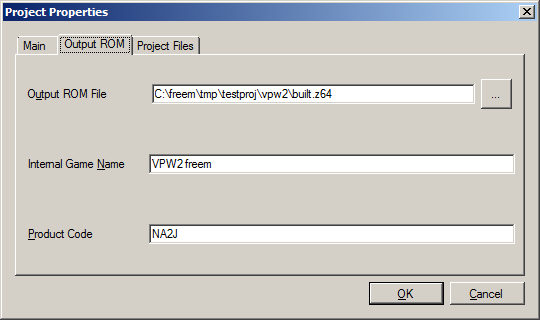 Project Properties
Main Output ROM Project Files
Output ROM File C:\freem\tmp\testproj\vpw2\built.z64 ...
Internal Game Name VPW2 freem
Product Code NA2J
OK Cancel